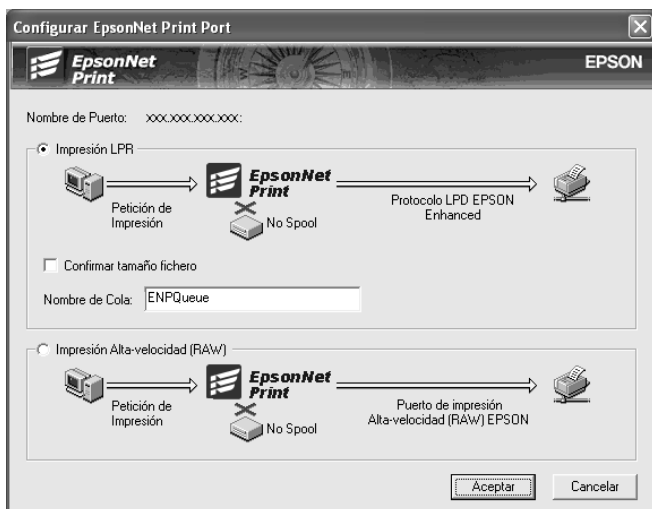 Configurar EpsonNet Print Port
EpsonNet
Print
EPSON
Nombre de Puerto: xxx.xxx.xxx.xxx:
Impresión LPR
EpsonNet
Print
Petición de
Impresión
No Spool
Protocolo LPD EPSON
Enhanced
Confirmar tamaño fichero
Nombre de Cola: ENPQueue
Impresión Alta-velocidad (RAW)
EpsonNet
Print
Petición de
Impresión
No Spool
Puerto de impresión
Alta-velocidad (RAW) EPSON
Aceptar
Cancelar